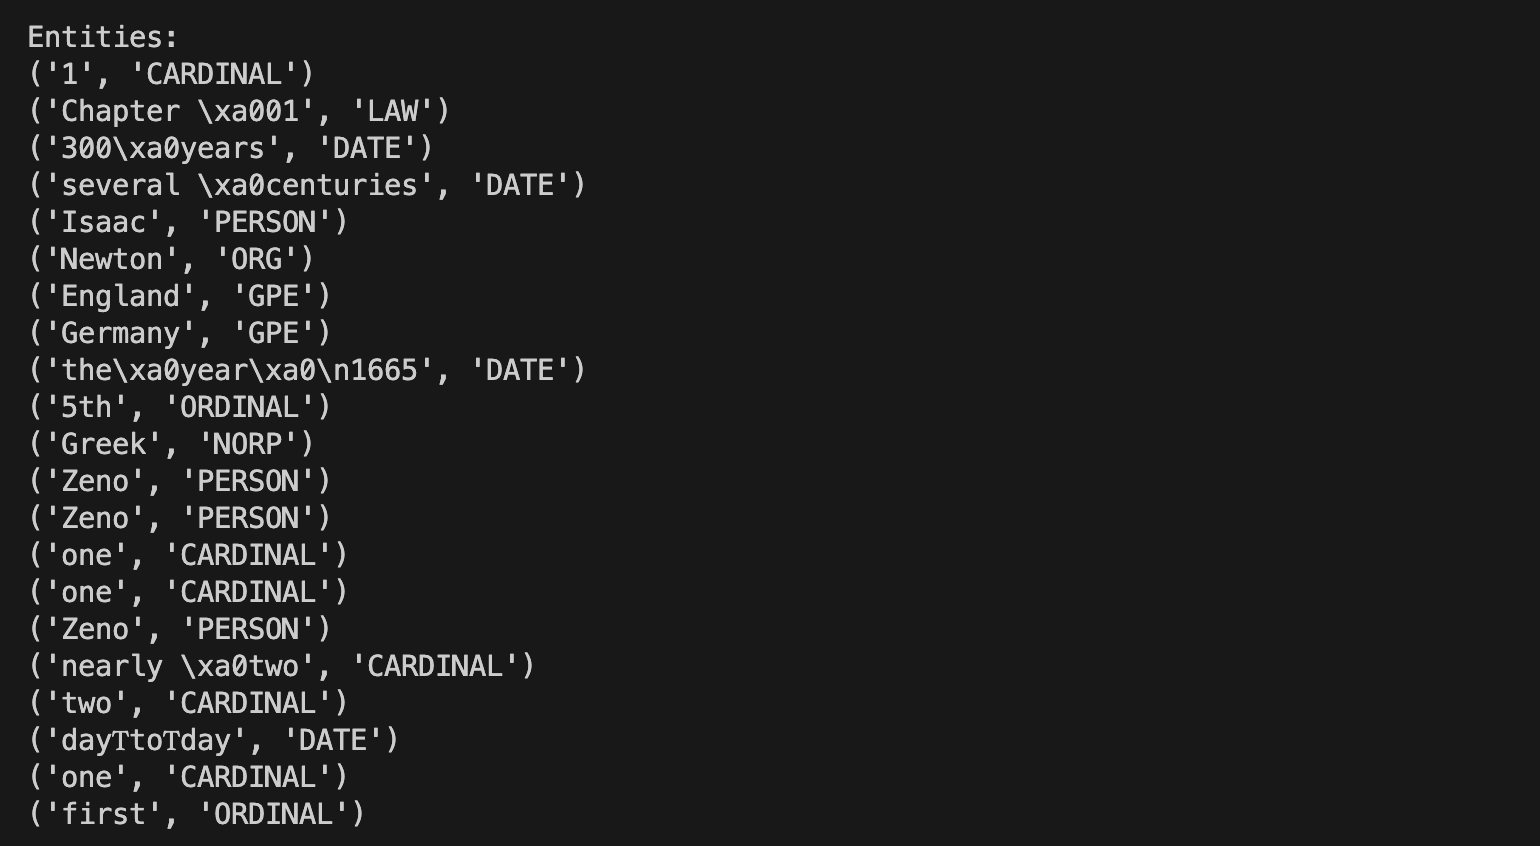 Entities:
('1', 'CARDINAL')
('Chapter \xa001', 'LAW')
('300\xa0years', 'DATE')
('several \xa0centuries', 'DATE')
('Isaac', 'PERSON')
('Newton', 'ORG')
('England', 'GPE')
('Germany', 'GPE')
('the\xa0year\xa0\n1665', 'DATE')
('5th', 'ORDINAL')
('Greek', 'NORP')
('Zeno', 'PERSON')
('Zeno', 'PERSON')
('one', 'CARDINAL')
('one', 'CARDINAL')
('Zeno', 'PERSON')
('nearly \xa0two', 'CARDINAL')
('two', 'CARDINAL')
('dayTtoTday', 'DATE')
('one', 'CARDINAL')
('first', 'ORDINAL')